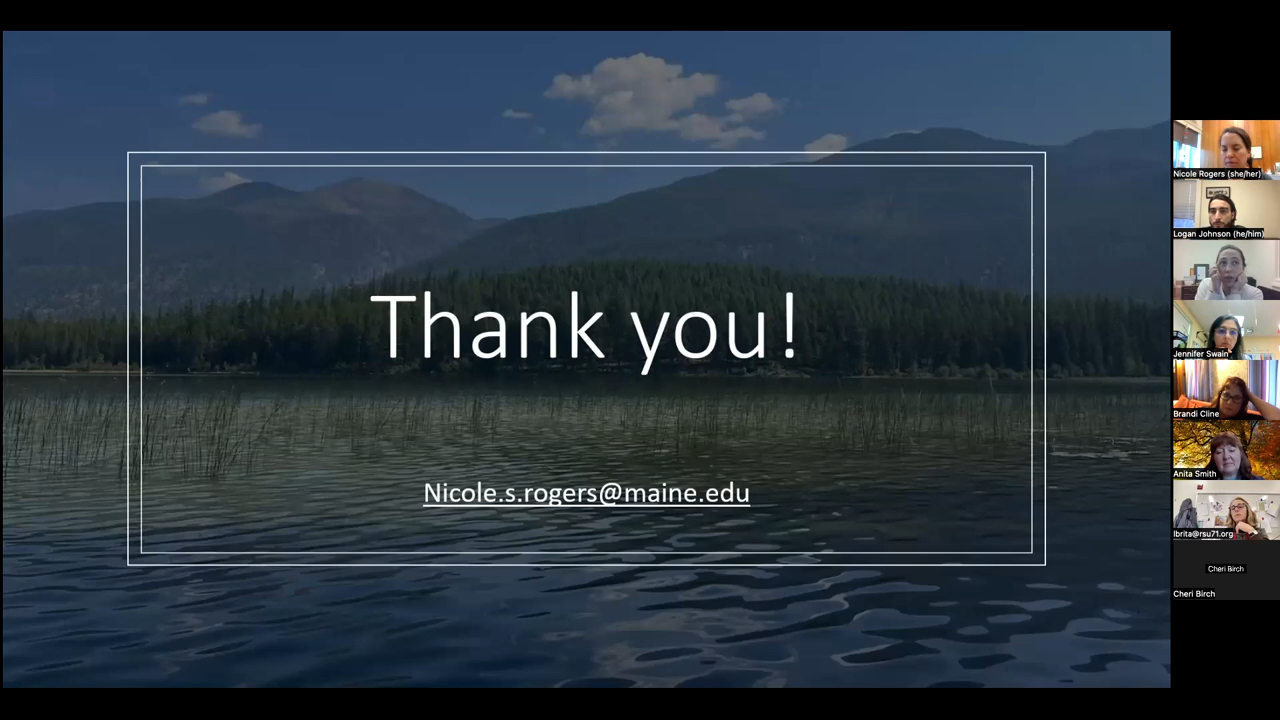 Thank you!
Nicole.s.rogers@maine.edu
Nicole Rogers (she/her)
Logan Johnson (he/him)
Jennifer Swain
Brandi Cline
Anita Smith
lbrita@rsu71.org
Cheri Birch
Cheri Birch